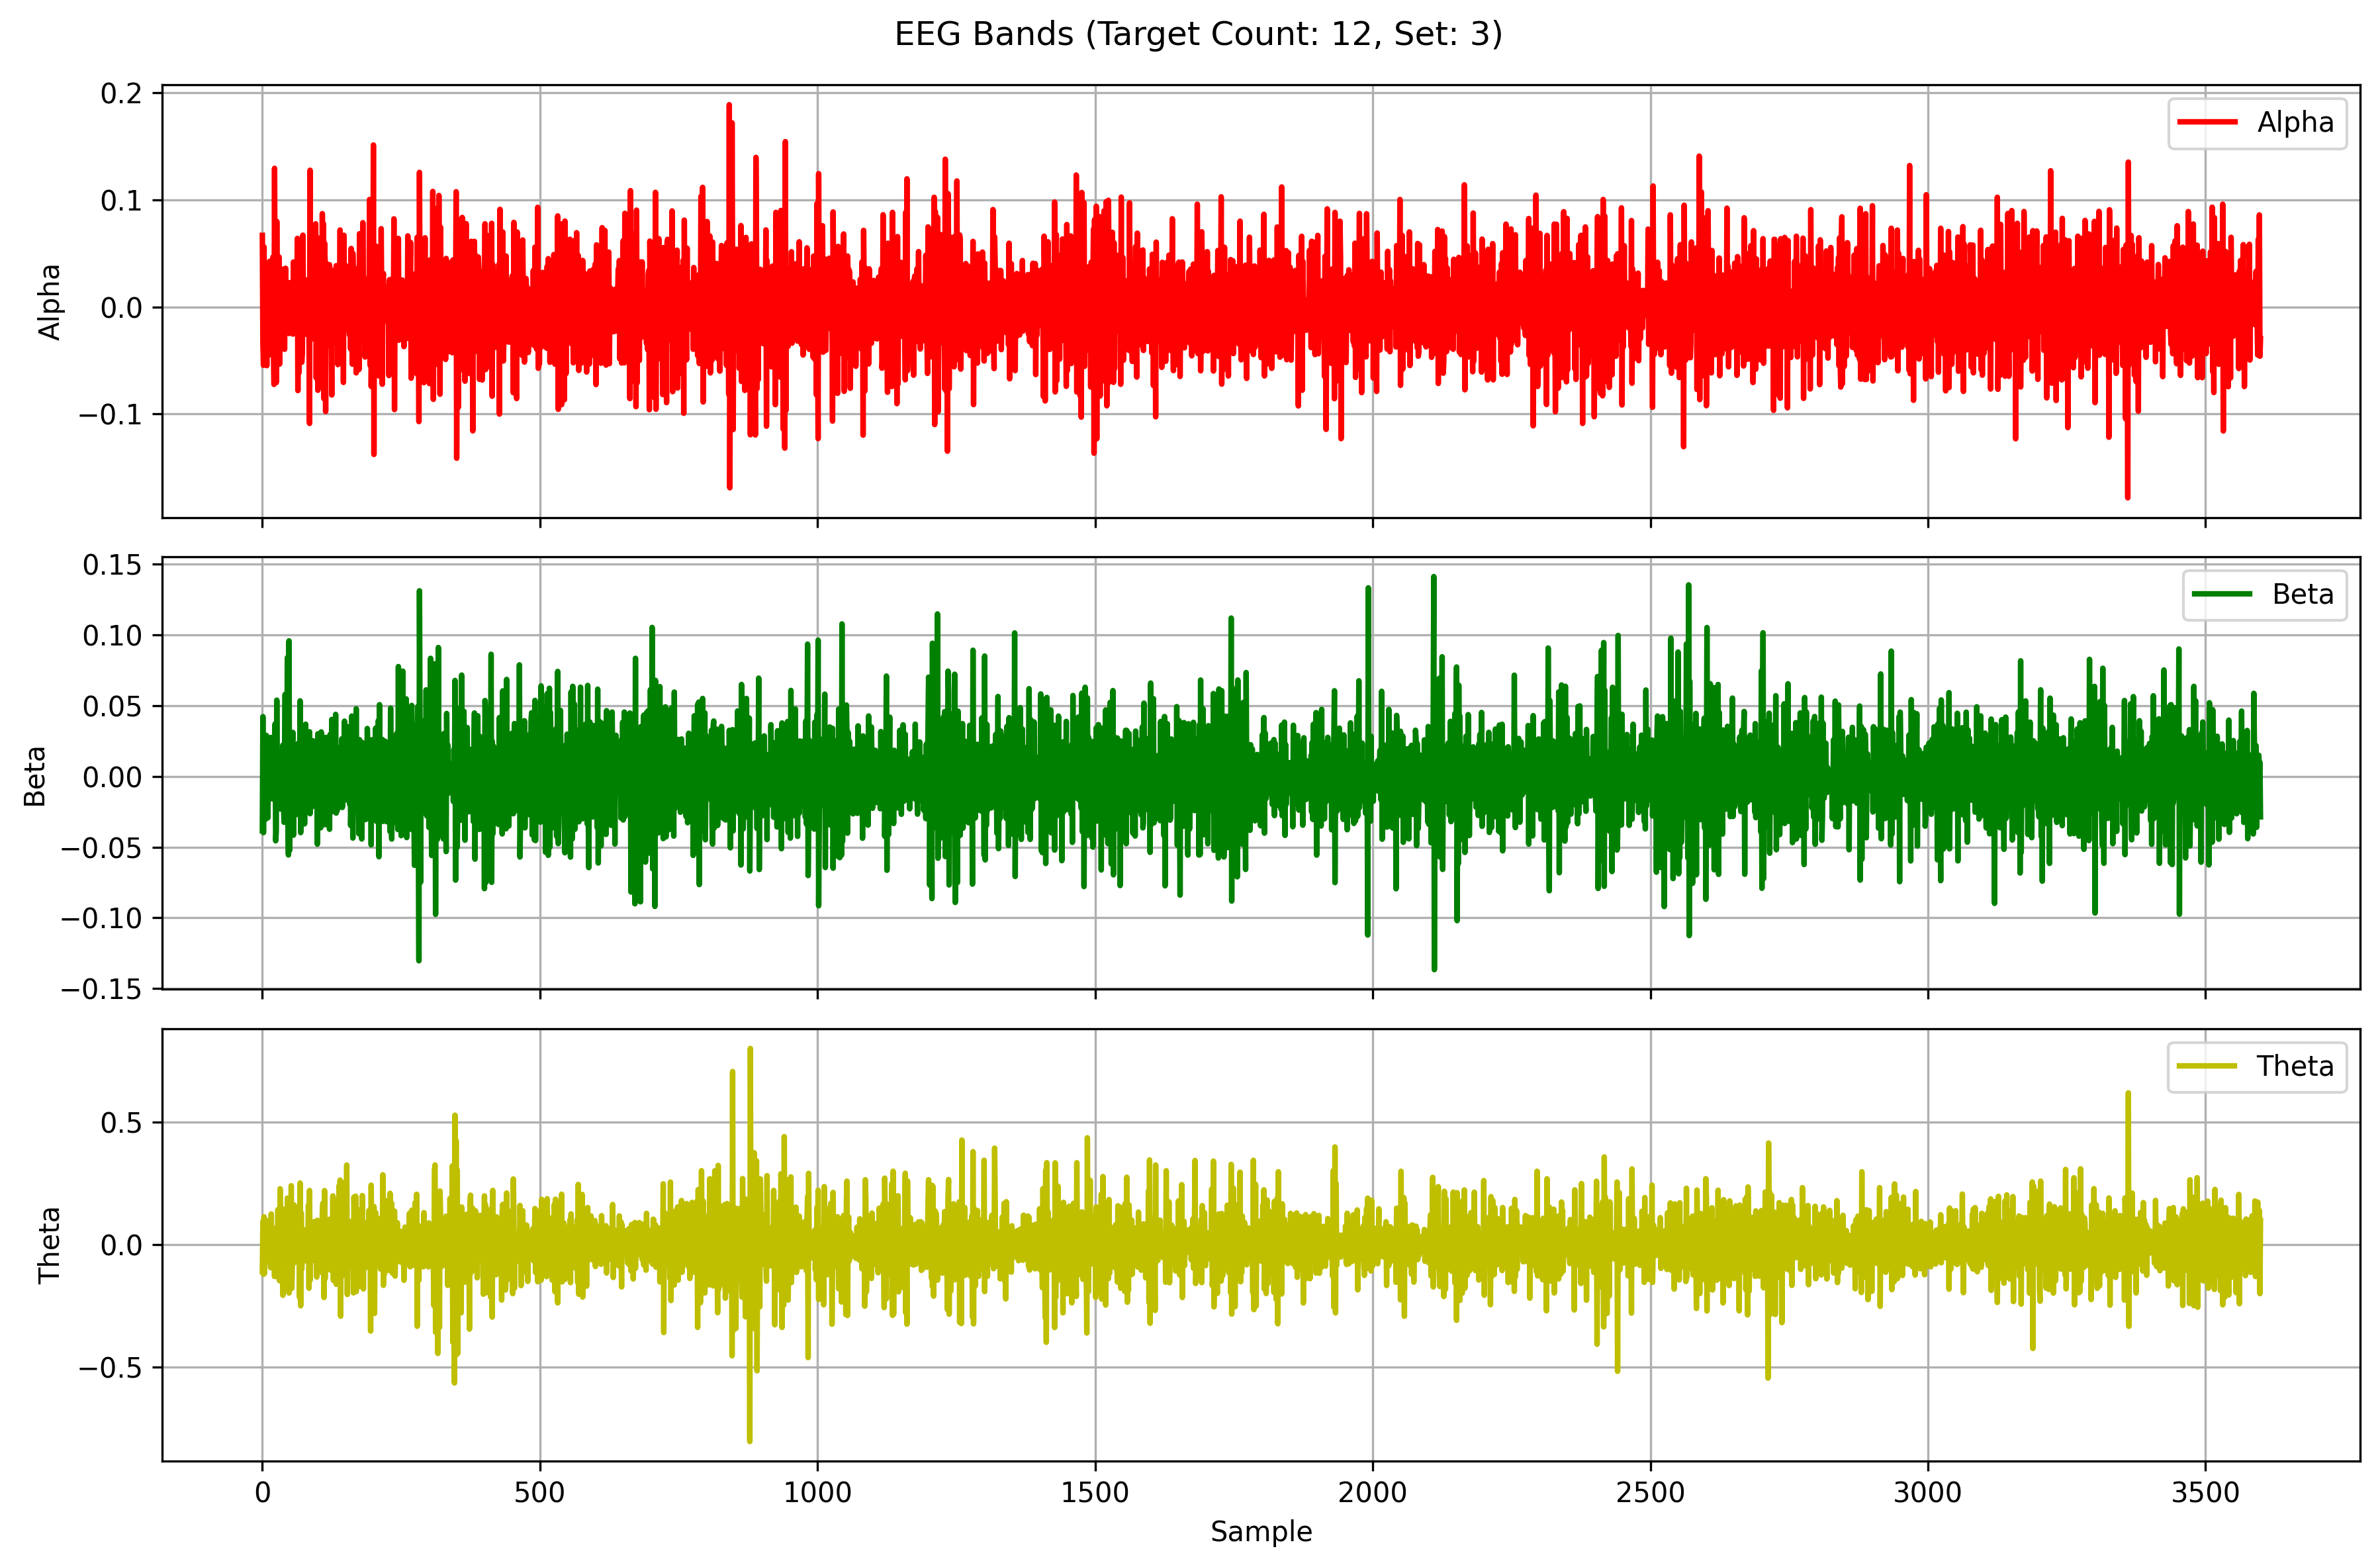 EEG Bands (Target Count: 12, Set: 3)
0.2
0.1
0.0
−0.1
Alpha
Alpha
0.15
0.10
0.05
0.00
−0.05
−0.10
−0.15
Beta
Beta
0.5
0.0
−0.5
Theta
Theta
0 500 1000 1500 2000 2500 3000 3500
Sample